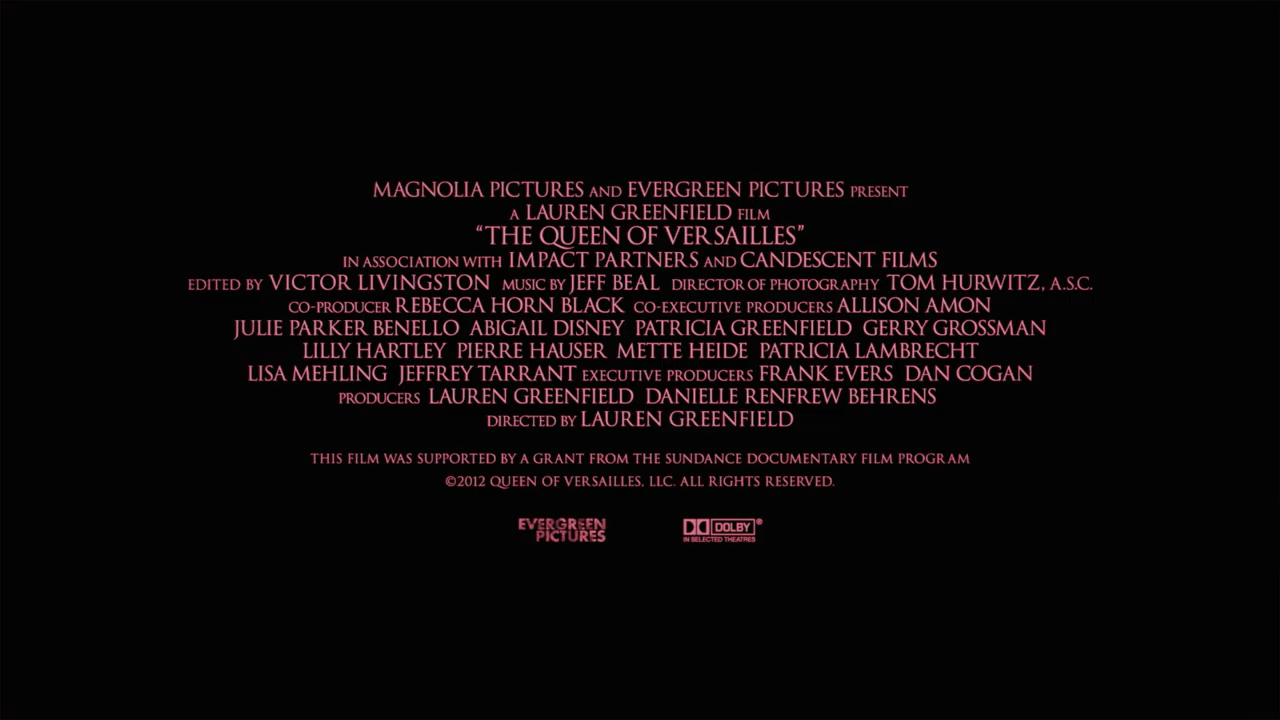 MAGNOLIA PICTURES AND EVERGREEN PICTURES PRESENT
A LAUREN GREENFIELD FILM
“THE QUEEN OF VERSAILLES”
IN ASSOCIATION WITH IMPACT PARTNERS AND CANDESCENT FILMS
EDITED BY VICTOR LIVINGSTON MUSIC BY JEFF BEAL DIRECTOR OF PHOTOGRAPHY TOM HURWITZ, A.S.C.
CO-PRODUCER REBECCA HORN BLACK CO-EXECUTIVE PRODUCERS ALLISON AMON
JULIE PARKER BENELLO ABIGAIL DISNEY PATRICIA GREENFIELD GERRY GROSSMAN
LILLY HARTLEY PIERRE HAUSER METTE HEIDE PATRICIA LAMBRECHT
LISA MEHLING JEFFREY TARRANT EXECUTIVE PRODUCERS FRANK EVERS DAN COGAN
PRODUCERS LAUREN GREENFIELD DANIELLE RENFREW BEHRENS
DIRECTED BY LAUREN GREENFIELD
THIS FILM WAS SUPPORTED BY A GRANT FROM THE SUNDANCE DOCUMENTARY FILM PROGRAM
©2012 QUEEN OF VERSAILLES, LLC. ALL RIGHTS RESERVED.
EVERGREEN PICTURES
DOLBY®
IN SELECTED THEATRES